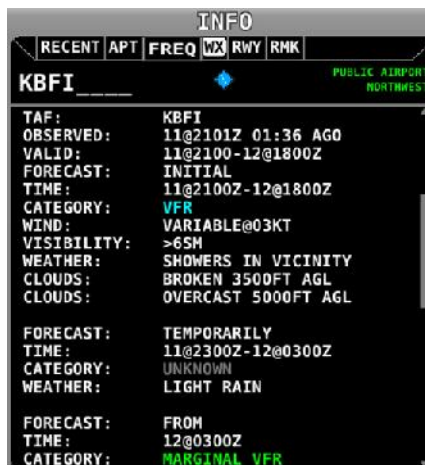 INFO
RECENT APT FREQ WX RWY RMK
KBFI____
PUBLIC AIRPOR
NORTHWES
TAF: KBFI
OBSERVED: 11@2101Z 01:36 AGO
VALID: 11@2100-12@1800Z
FORECAST: INITIAL
TIME: 11@2100Z-12@1800Z
CATEGORY: VFR
WIND: VARIABLE@03KT
VISIBILITY: >6SM
WEATHER: SHOWERS IN VICINITY
CLOUDS: BROKEN 3500FT AGL
CLOUDS: OVERCAST 5000FT AGL
FORECAST: TEMPORARILY
TIME: 11@2300Z-12@0300Z
CATEGORY: UNKNOWN
WEATHER: LIGHT RAIN
FORECAST: FROM
TIME: 12@0300Z
CATEGORY: MARGINAL VFR